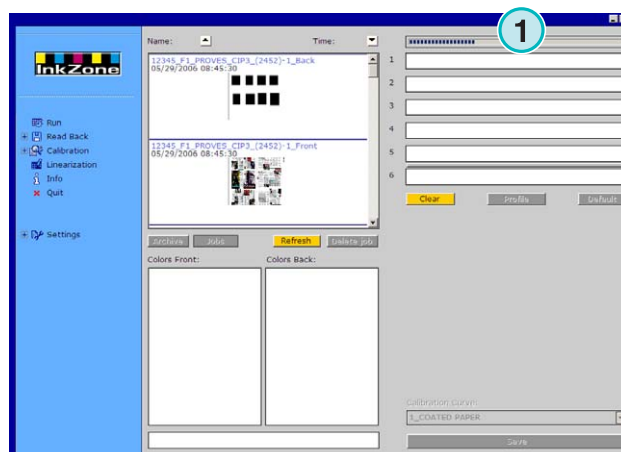 1
InkZone
Run
Read Back
Calibration
Linearization
Info
Quit
Settings
Name: Time:
12345_F1_PROVES_CIP3_(2452)-1_Back
05/29/2006 08:45:30
12345_F1_PROVES_CIP3_(2452)-1_Front
05/29/2006 08:45:30
Archive Jobs Refresh Delete job
Colors Front: Colors Back:
1
2
3
4
5
6
Clear Profile Default
Calibration Curve:
1_COATED PAPER
Save